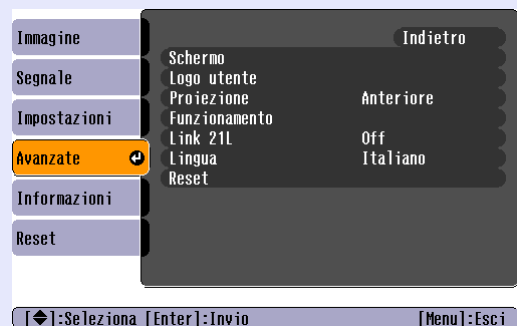 Immagine
Segnale
Impostazioni
Avanzate
Informazioni
Reset
Indietro
Schermo
Logo utente
Proiezione Anteriore
Funzionamento
Link 21L Off
Lingua Italiano
Reset
[◆]:Seleziona [Enter]:Invio [Menu]:Esci